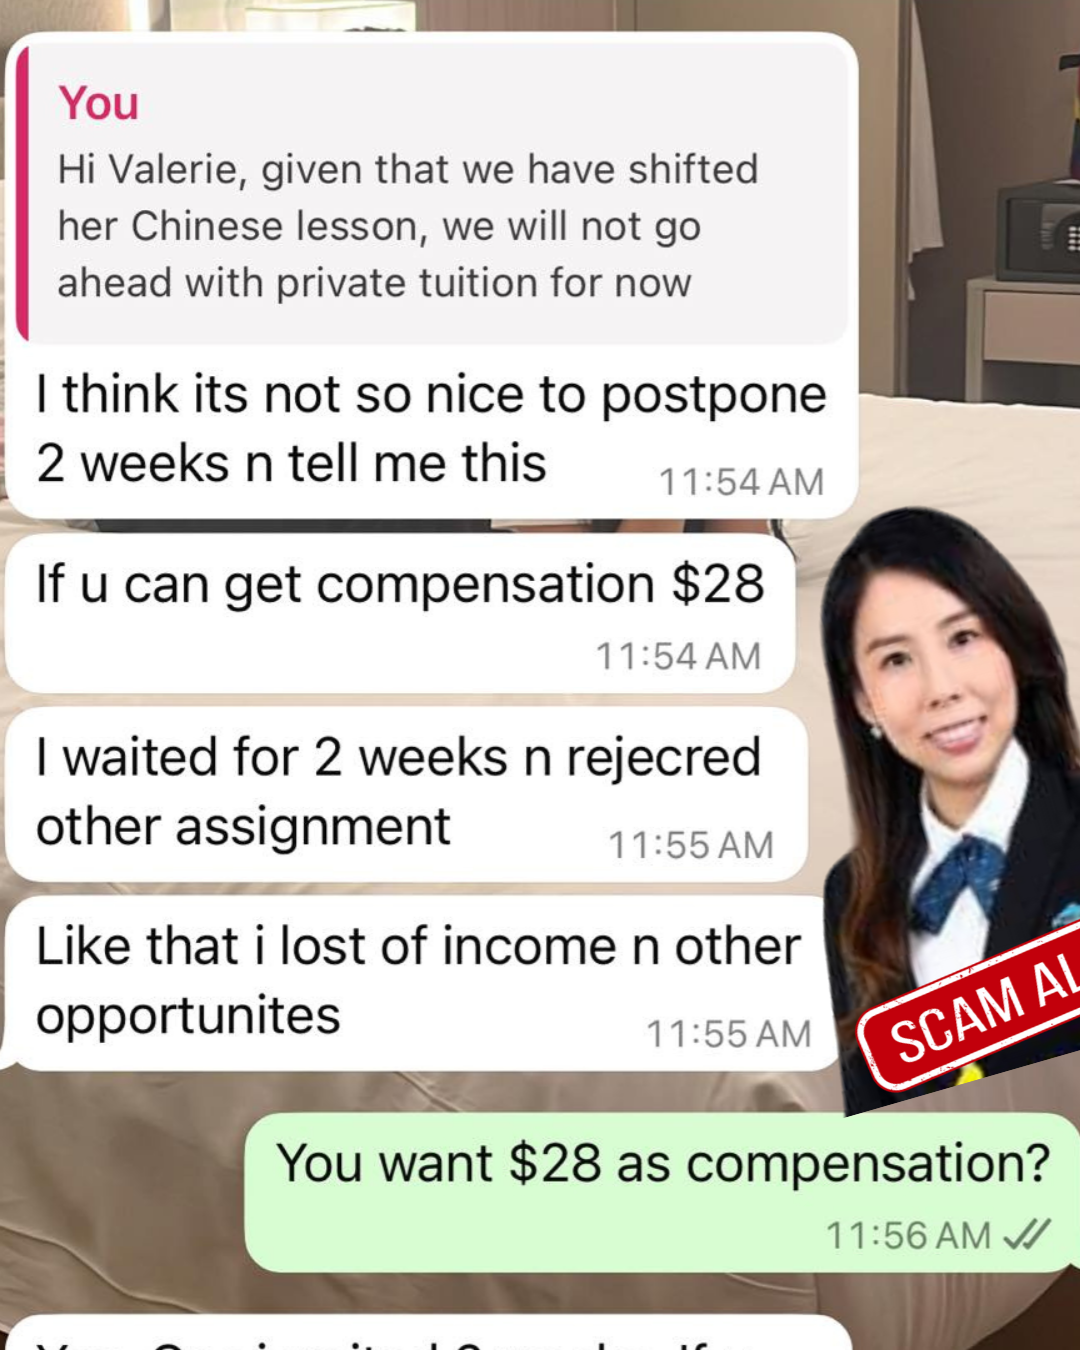 You
Hi Valerie, given that we have shifted
her Chinese lesson, we will not go
ahead with private tuition for now
I think its not so nice to postpone
2 weeks n tell me this
11:54 AM
If u can get compensation $28
11:54 AM
I waited for 2 weeks n rejecred
other assignment
11:55 AM
Like that i lost of income n other
opportunites
11:55 AM
SCAM AL
You want $28 as compensation?
11:56 AM